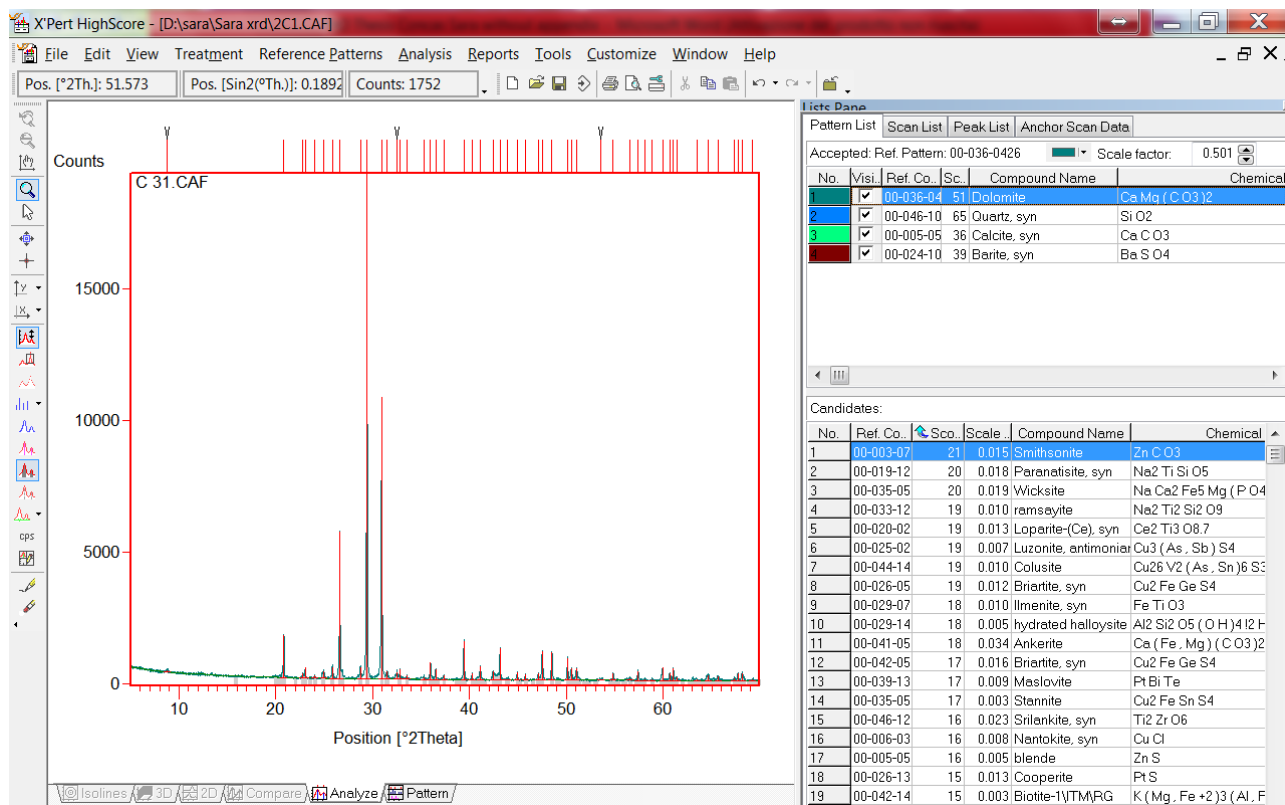 X'Pert HighScore - [D:\sara\Sara xrd\2C1.CAF]
File Edit View Treatment Reference Patterns Analysis Reports Tools Customize Window Help
Pos. [°2Th.]: 51.573 Pos. [Sin2(°Th.)]: 0.1892 Counts: 1752
Lists Pane
Pattern List Scan List Peak List Anchor Scan Data
Accepted: Ref. Pattern: 00-036-0426 Scale factor: 0.501
No. Visi.. Ref. Co... Sc.. Compound Name Chemical
1 00-036-04 51 Dolomite Ca Mg ( C O3 )2
2 00-046-10 65 Quartz, syn Si O2
3 00-005-05 36 Calcite, syn Ca C O3
4 00-024-10 39 Barite, syn Ba S O4
Counts
C 31.CAF
15000
10000
5000
0
10 20 30 40 50 60
Position [°2Theta]
cps
Candidates:
No. Ref. Co.. Sco.. Scale .. Compound Name Chemical
1 00-003-07 21 0.015 Smithsonite Zn C O3
2 00-019-12 20 0.018 Paranatisite, syn Na2 Ti Si O5
3 00-035-05 20 0.019 Wicksite Na Ca2 Fe5 Mg ( P O4
4 00-033-12 19 0.010 ramsayite Na2 Ti2 Si2 O9
5 00-020-02 19 0.013 Loparite-(Ce), syn Ce2 Ti3 O8.7
6 00-025-02 19 0.007 Luzonite, antimonian Cu3 ( As , Sb ) S4
7 00-044-14 19 0.010 Colusite Cu26 V2 ( As , Sn )6 S3
8 00-026-05 19 0.012 Briartite, syn Cu2 Fe Ge S4
9 00-029-07 18 0.010 Ilmenite, syn Fe Ti O3
10 00-029-14 18 0.005 hydrated halloysite Al2 Si2 O5 ( O H )4 !2 H
11 00-041-05 18 0.034 Ankerite Ca ( Fe , Mg ) ( C O3 )2
12 00-042-05 17 0.016 Briartite, syn Cu2 Fe Ge S4
13 00-039-13 17 0.009 Maslovite Pt Bi Te
14 00-035-05 17 0.003 Stannite Cu2 Fe Sn S4
15 00-046-12 16 0.023 Srilankite, syn Ti2 Zr O6
16 00-006-03 16 0.008 Nantokite, syn Cu Cl
17 00-005-05 16 0.005 blende Zn S
18 00-026-13 15 0.013 Cooperite Pt S
19 00-042-14 15 0.003 Biotite-1\ITM\RG K ( Mg , Fe +2 )3 ( Al , F
Isolines 3D 2D Compare Analyze Pattern